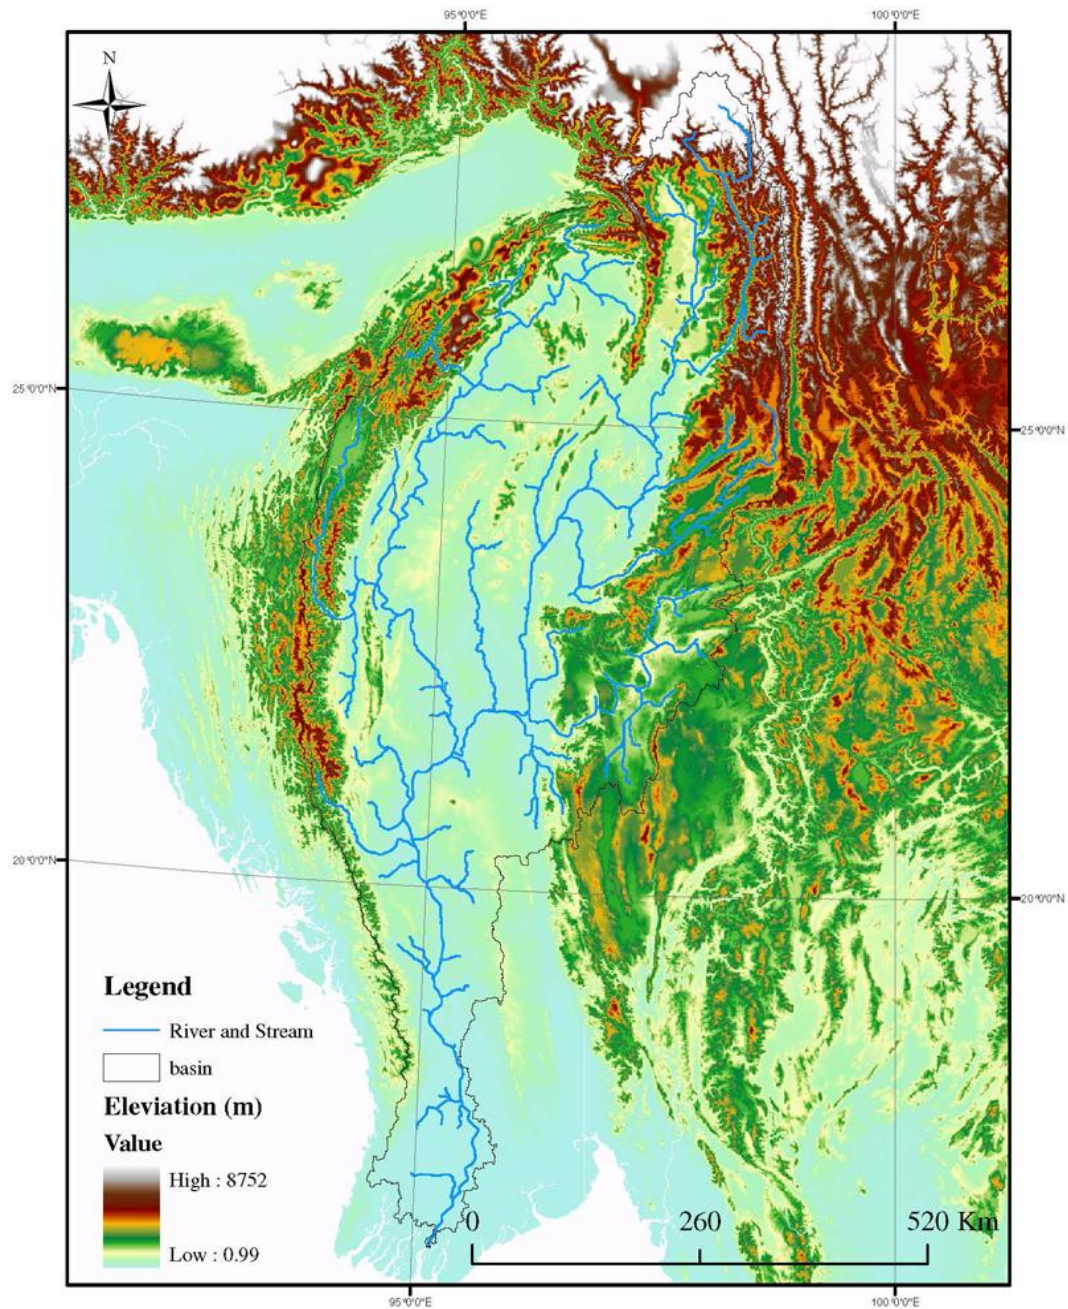 95°0'0"E
100°0'0"E
N
25°0'0"N
25°0'0"N
20°0'0"N
20°0'0"N
Legend
River and Stream
basin
Eleviation (m)
Value
High : 8752
Low : 0.99
0
260
520 Km
95°0'0"E
100°0'0"E